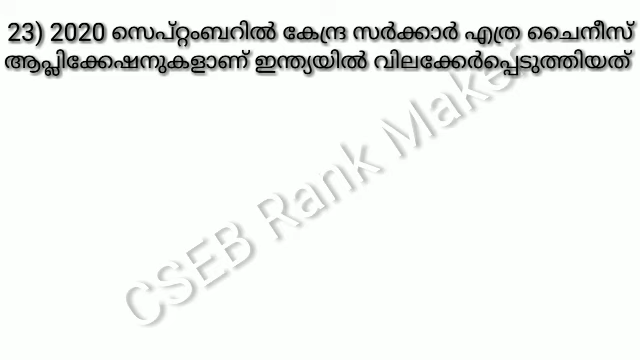 23) 2020 സെപ്റ്റംബറിൽ കേന്ദ്ര സർക്കാർ എത്ര ചൈനീസ്
ആപ്ലിക്കേഷനുകളാണ് ഇന്ത്യയിൽ വിലക്കേർപ്പെടുത്തിയത്
CSEB Rank Maker